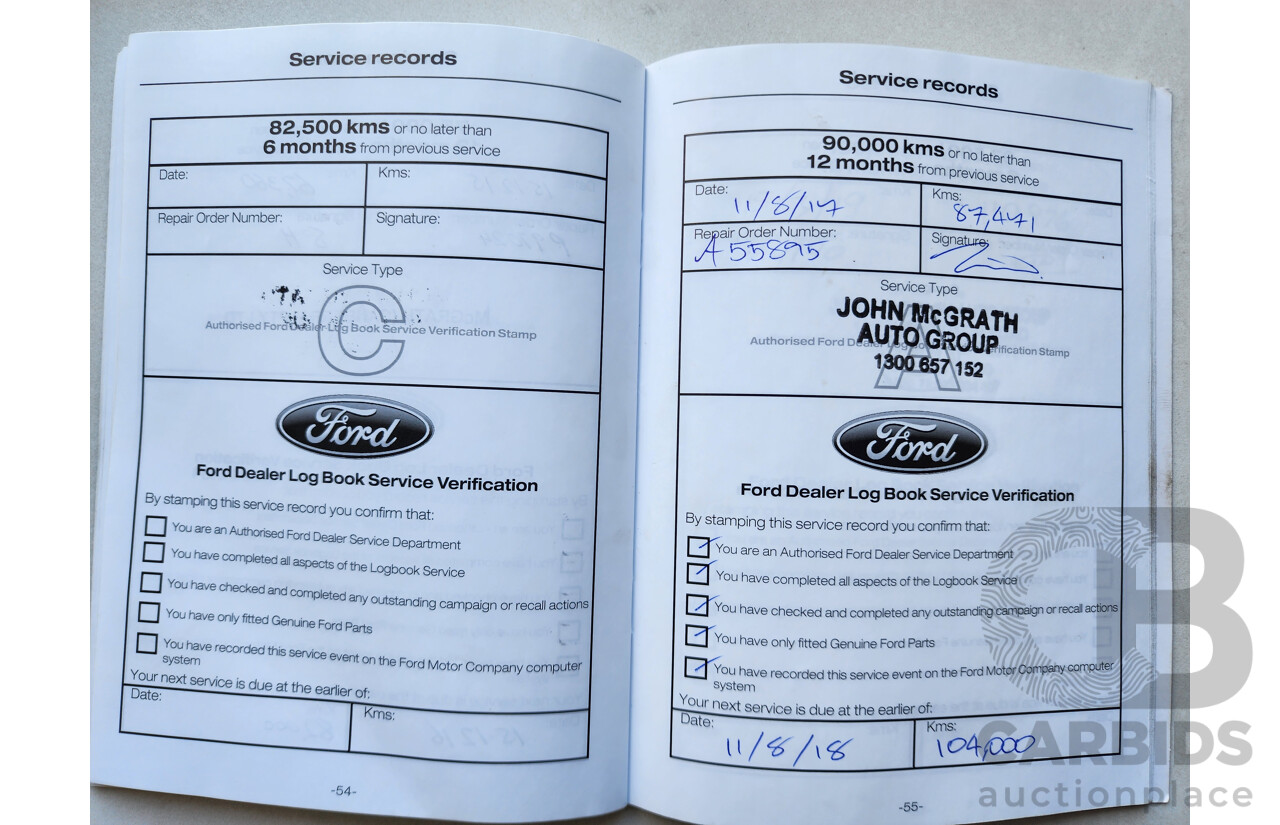 Service records
82,500 kms or no later than
6 months from previous service
Date:
Kms:
Repair Order Number:
Signature:
Service Type
C
Authorised Ford Dealer Log Book Service Verification Stamp
Ford
Ford Dealer Log Book Service Verification
By stamping this service record you confirm that:
You are an Authorised Ford Dealer Service Department
You have completed all aspects of the Logbook Service
You have checked and completed any outstanding campaign or recall actions
You have only fitted Genuine Ford Parts
You have recorded this service event on the Ford Motor Company computer
system
Your next service is due at the earlier of:
Date:
Kms:
-54-
Service records
90,000 kms or no later than
12 months from previous service
Date:
11/8/17
Kms:
87,471
Repair Order Number:
A55895
Signature:
Service Type
A
JOHN McGRATH
AUTO GROUP
Authorised Ford Dealer Log Verification Stamp
1300 657 152
Ford
Ford Dealer Log Book Service Verification
By stamping this service record you confirm that:
You are an Authorised Ford Dealer Service Department
You have completed all aspects of the Logbook Service
You have checked and completed any outstanding campaign or recall actions
You have only fitted Genuine Ford Parts
You have recorded this service event on the Ford Motor Company computer
system
Your next service is due at the earlier of:
Date:
11/8/18
Kms:
104,000
-55-
CB
CARBIDS
auctionplace